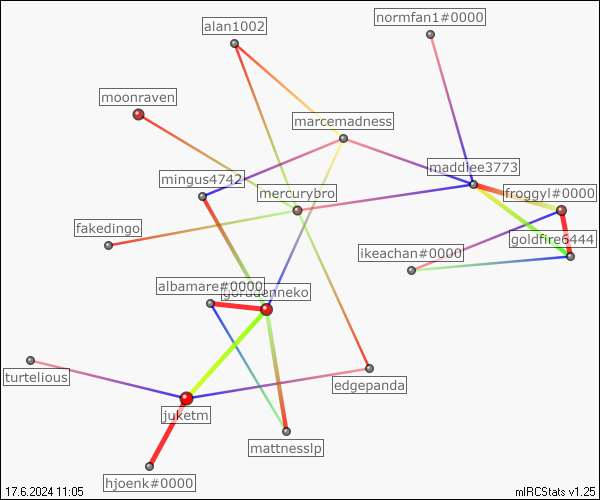 normfan1#0000
alan1002
moonraven
marcemadness
maddiee3773
mingus4742
mercurybro
froggyl#0000
fakedingo
goldfire6444
ikeachan#0000
albamare#0000
gorudenneko
turtelious
edgepanda
juketm
mattnesslp
hjoenk#0000
17.6.2024 11:05
mIRCStats v1.25